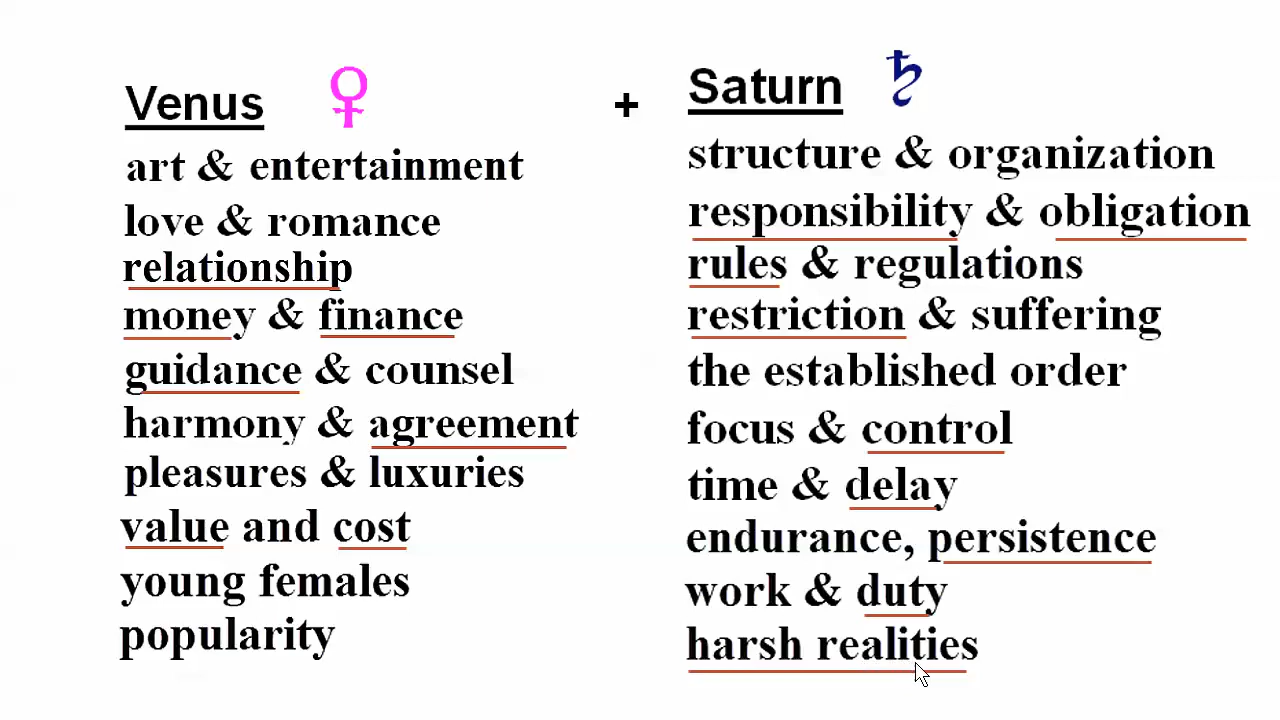 Venus ♀ + Saturn ♄
art & entertainment
love & romance
relationship
money & finance
guidance & counsel
harmony & agreement
pleasures & luxuries
value and cost
young females
popularity
structure & organization
responsibility & obligation
rules & regulations
restriction & suffering
the established order
focus & control
time & delay
endurance, persistence
work & duty
harsh realities